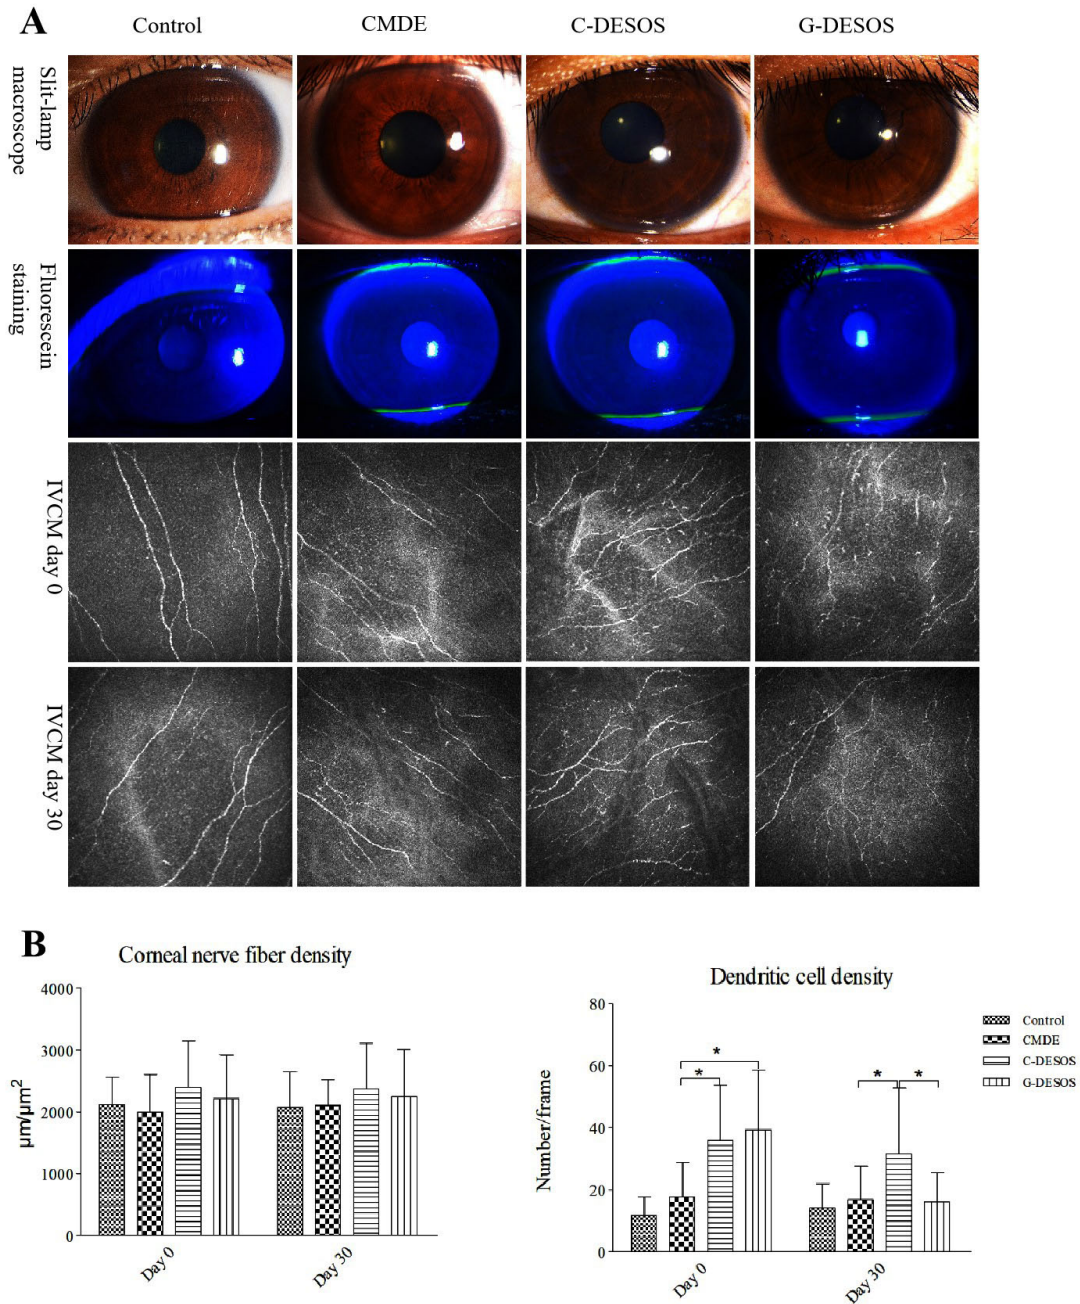 A
Control
CMDE
C-DESOS
G-DESOS
Slit-lamp
macroscope
Fluorescein
staining
IVCM day 0
IVCM day 30
B
Corneal nerve fiber density
4000
3000
2000
1000
0
µm/µm²
Day 0
Day 30
Dendritic cell density
80
60
40
20
0
Number/frame
*
*
*
*
Day 0
Day 30
Control
CMDE
C-DESOS
G-DESOS